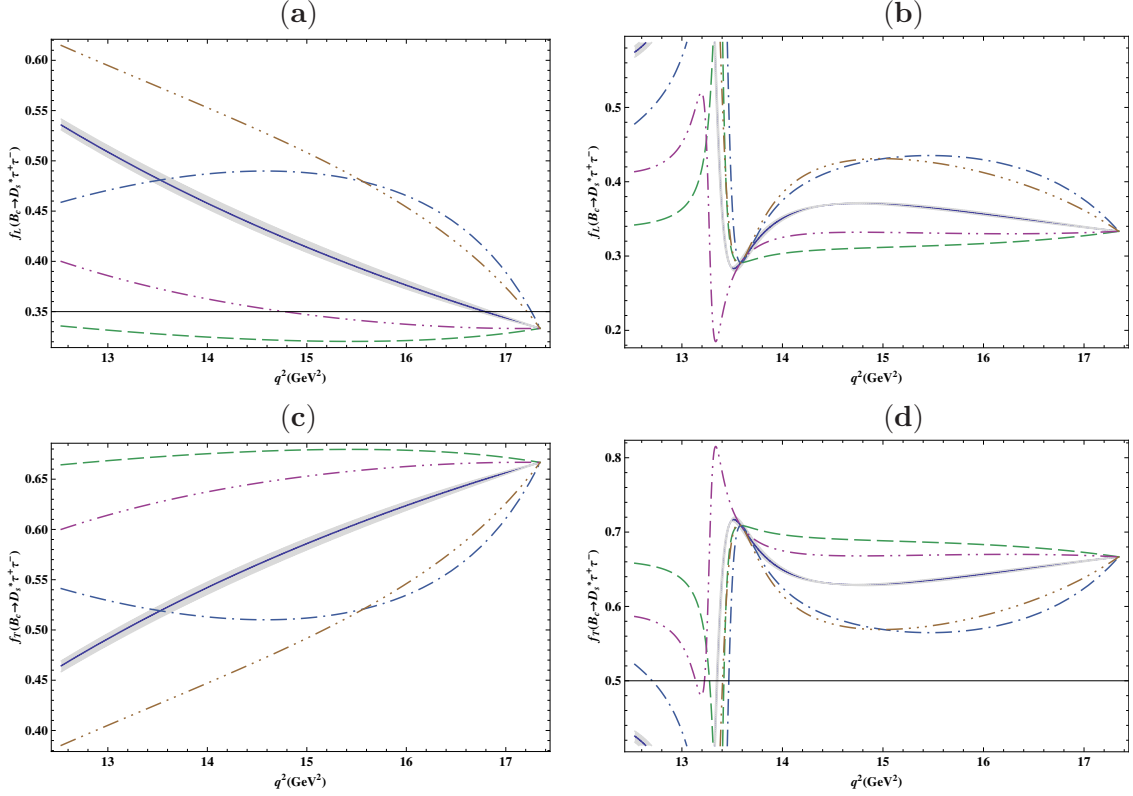 (a)
0.60
0.55
0.50
0.45
0.40
0.35
f_L(B_c→D_s^*τ^+τ^-)
13 14 15 16 17
q^2(GeV^2)
(b)
0.5
0.4
0.3
0.2
f_L(B_c→D_s^*τ^+τ^-)
13 14 15 16 17
q^2(GeV^2)
(c)
0.65
0.60
0.55
0.50
0.45
0.40
f_T(B_c→D_s^*τ^+τ^-)
13 14 15 16 17
q^2(GeV^2)
(d)
0.8
0.7
0.6
0.5
f_T(B_c→D_s^*τ^+τ^-)
13 14 15 16 17
q^2(GeV^2)